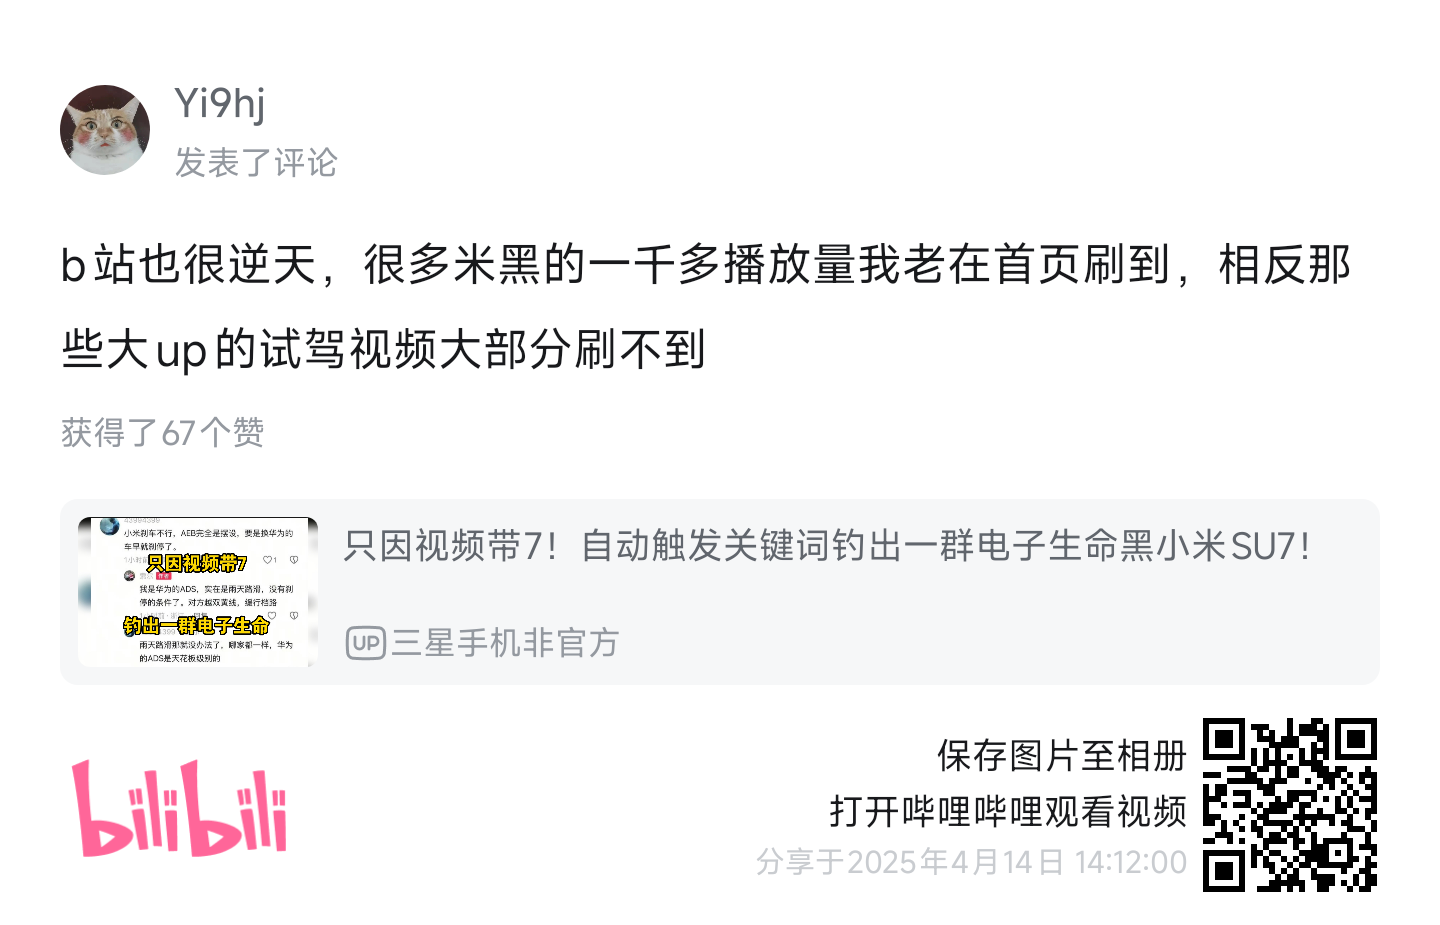 Yi9hj
发表了评论
b站也很逆天，很多米黑的一千多播放量我老在首页刷到，相反那
些大up的试驾视频大部分刷不到
获得了67个赞
小米刹车不行，AEB完全是摆设，要是换华为的
车早就刹停了。
只因视频带7
我是华为的ADS，实在是雨天路滑，没有刹
停的条件了。对方越双黄线，缓行档路
钓出一群电子生命
雨天路滑那就没办法了，哪家都一样，华为
的ADS是天花板级别的
只因视频带7！自动触发关键词钓出一群电子生命黑小米SU7！
UP三星手机非官方
bilibili
保存图片至相册
打开哔哩哔哩观看视频
分享于2025年4月14日 14:12:00